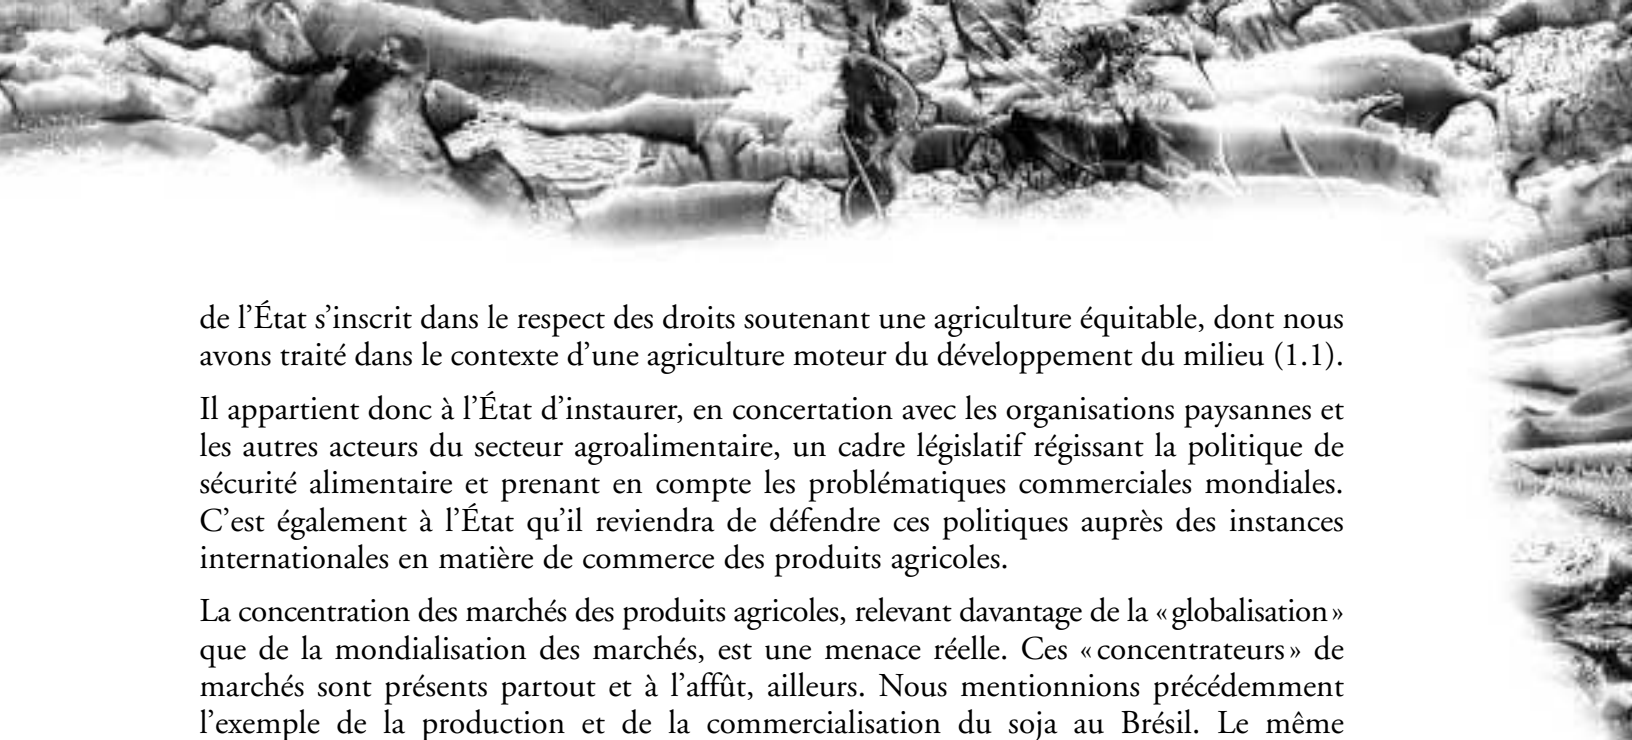 de l’État s’inscrit dans le respect des droits soutenant une agriculture équitable, dont nous
avons traité dans le contexte d’une agriculture moteur du développement du milieu (1.1).
Il appartient donc à l’État d’instaurer, en concertation avec les organisations paysannes et
les autres acteurs du secteur agroalimentaire, un cadre législatif régissant la politique de
sécurité alimentaire et prenant en compte les problématiques commerciales mondiales.
C’est également à l’État qu’il reviendra de défendre ces politiques auprès des instances
internationales en matière de commerce des produits agricoles.
La concentration des marchés des produits agricoles, relevant davantage de la «globalisation»
que de la mondialisation des marchés, est une menace réelle. Ces «concentrateurs» de
marchés sont présents partout et à l’affût, ailleurs. Nous mentionnions précédemment
l’exemple de la production et de la commercialisation du soja au Brésil. Le même